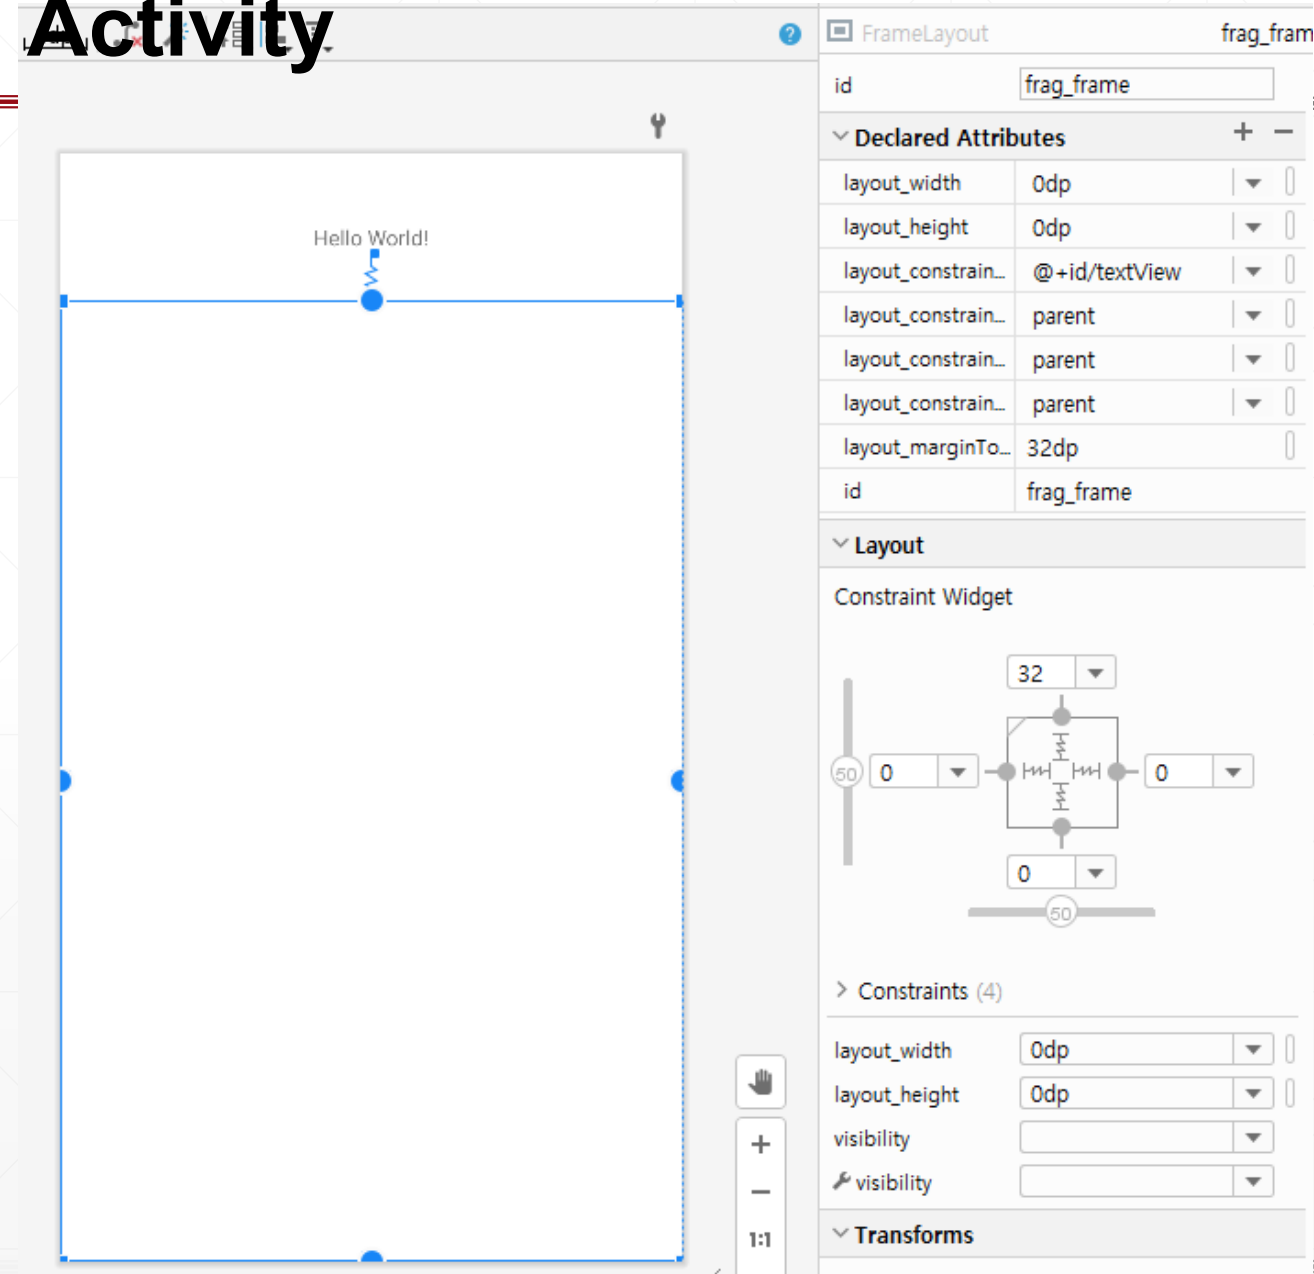 Activity
FrameLayout frag_fram
id frag_frame
Declared Attributes
layout_width 0dp
layout_height 0dp
layout_constrain... @+id/textView
layout_constrain... parent
layout_constrain... parent
layout_constrain... parent
layout_marginTo... 32dp
id frag_frame
Hello World!
Layout
Constraint Widget
32
50 0 0
0
50
Constraints (4)
layout_width 0dp
layout_height 0dp
visibility
visibility
Transforms
1:1